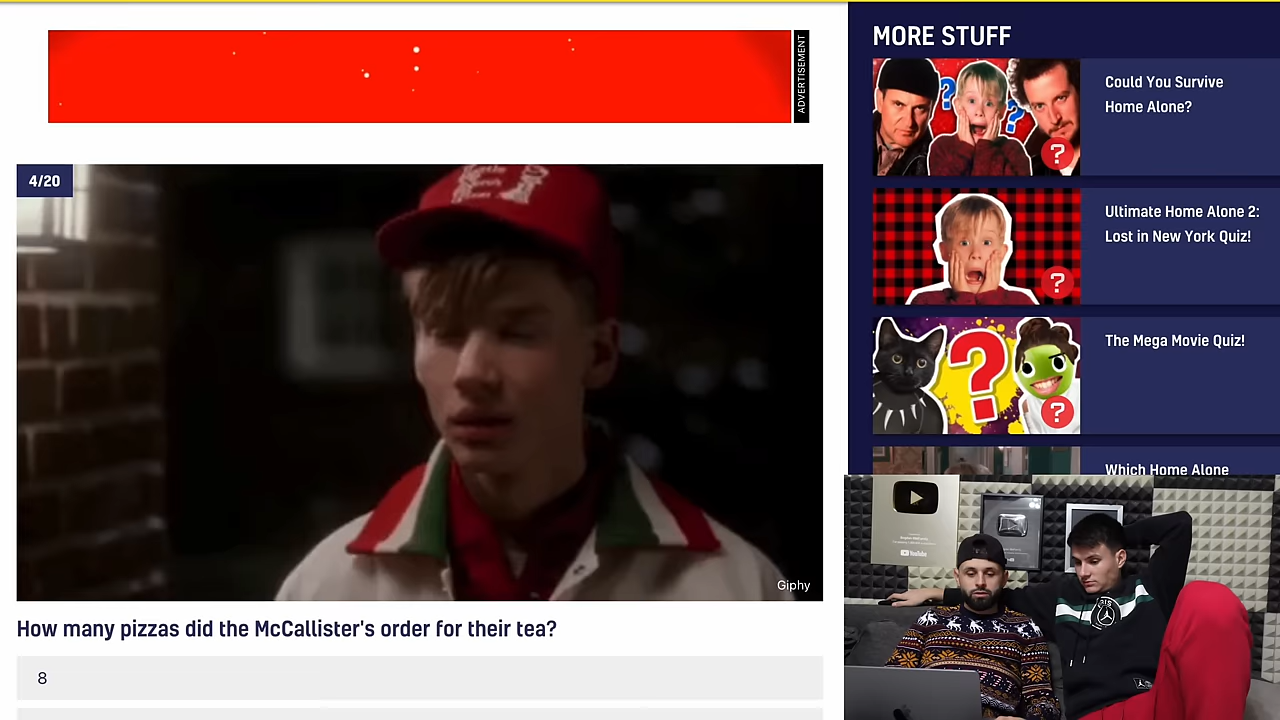 ADVERTISEMENT
4/20
Giphy
How many pizzas did the McCallister's order for their tea?
8
MORE STUFF
Could You Survive
Home Alone?
?
Ultimate Home Alone 2:
Lost in New York Quiz!
?
The Mega Movie Quiz!
?
Which Home Alone
YouTube